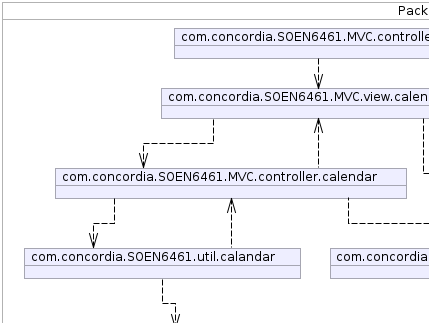 Pack
com.concordia.SOEN6461.MVC.controlle
com.concordia.SOEN6461.MVC.view.calen
com.concordia.SOEN6461.MVC.controller.calendar
com.concordia.SOEN6461.util.calandar
com.concordia